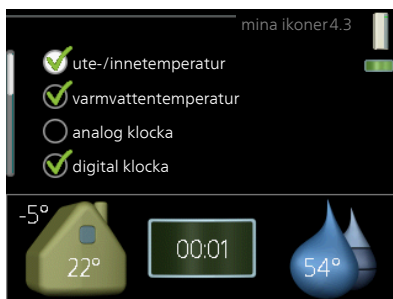 mina ikoner 4.3
ute-/innetemperatur
varmvattentemperatur
analog klocka
digital klocka
-5°
22°
00:01
54°